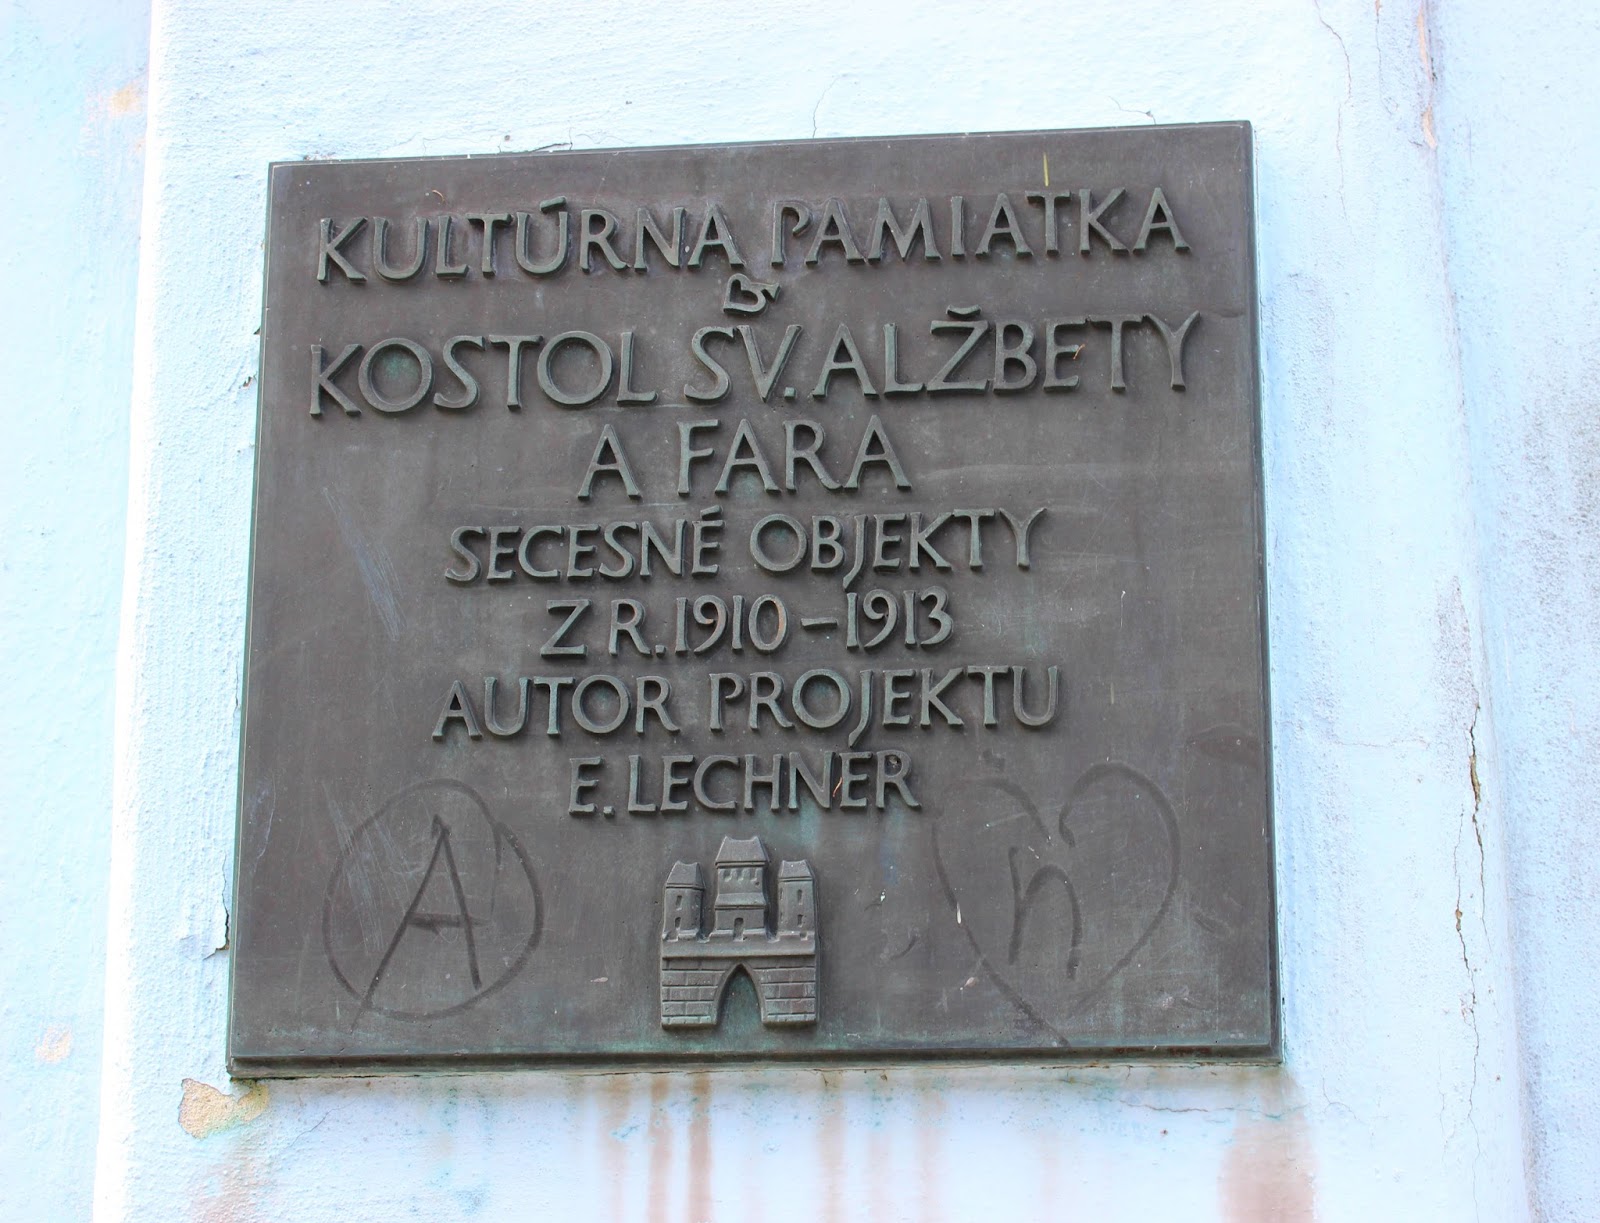 KULTÚRNA PAMIATKA
KOSTOL SV. ALŽBETY
A FARA
SECESNÉ OBJEKTY
Z R. 1910 – 1913
AUTOR PROJEKTU
E. LECHNER
A n